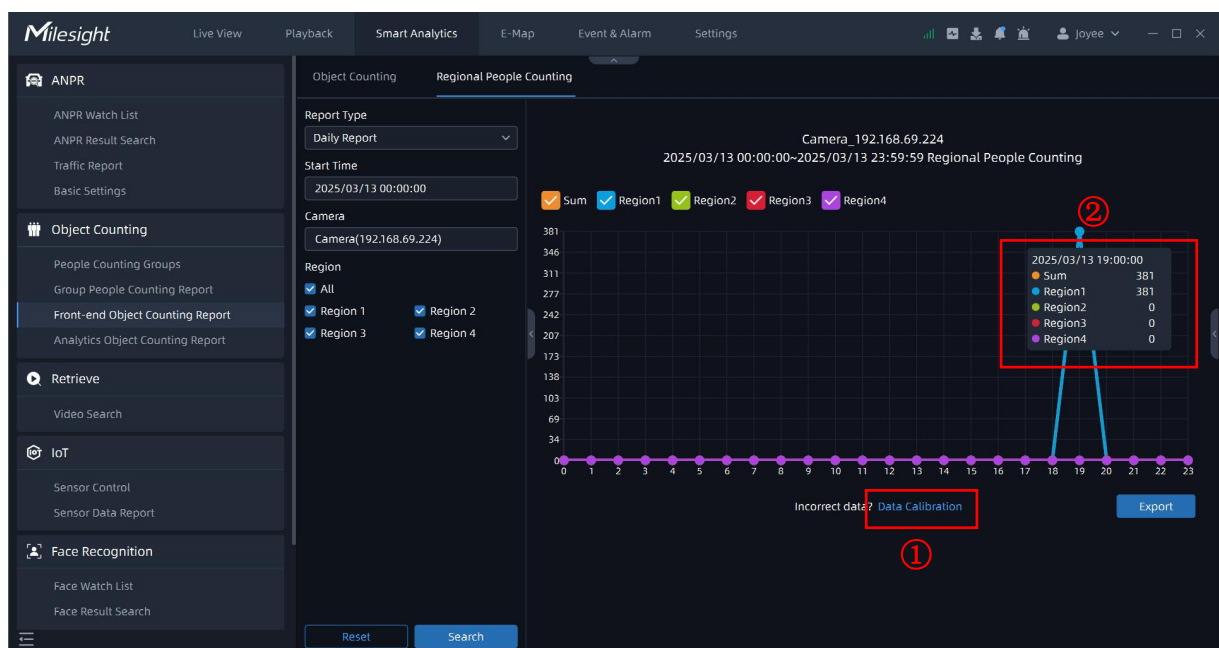 Milesight
Live View
Playback
Smart Analytics
E-Map
Event & Alarm
Settings
Joyee
ANPR
ANPR Watch List
ANPR Result Search
Traffic Report
Basic Settings
Object Counting
People Counting Groups
Group People Counting Report
Front-end Object Counting Report
Analytics Object Counting Report
Retrieve
Video Search
IoT
Sensor Control
Sensor Data Report
Face Recognition
Face Watch List
Face Result Search
Object Counting
Regional People Counting
Report Type
Daily Report
Start Time
2025/03/13 00:00:00
Camera
Camera(192.168.69.224)
Region
All
Region 1
Region 2
Region 3
Region 4
Reset
Search
Camera_192.168.69.224
2025/03/13 00:00:00~2025/03/13 23:59:59 Regional People Counting
Sum Region1 Region2 Region3 Region4
②
381
346
311
277
242
207
173
138
103
69
34
0
2025/03/13 19:00:00
Sum 381
Region1 381
Region2 0
Region3 0
Region4 0
0 1 2 3 4 5 6 7 8 9 10 11 12 13 14 15 16 17 18 19 20 21 22 23
Incorrect data? Data Calibration
Export
①